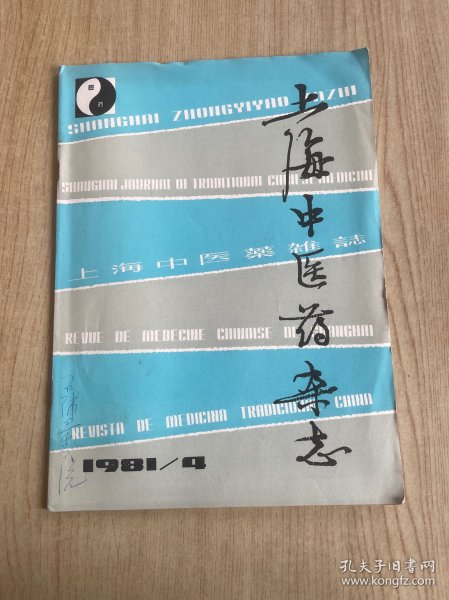 SHANGHAI ZHONGYIYAO ZAZHI
上海中医药杂志
SHANGHAI JOURNAL OF TRADITIONAL CHINESE MEDICINE
上海中医薬雑誌
REVUE DE MEDECINE CHINOISE DE SHANGHAI
REVISTA DE MEDICINA TRADICIONAL CHINA
1981/4
孔夫子旧书网
www.kongfz.com